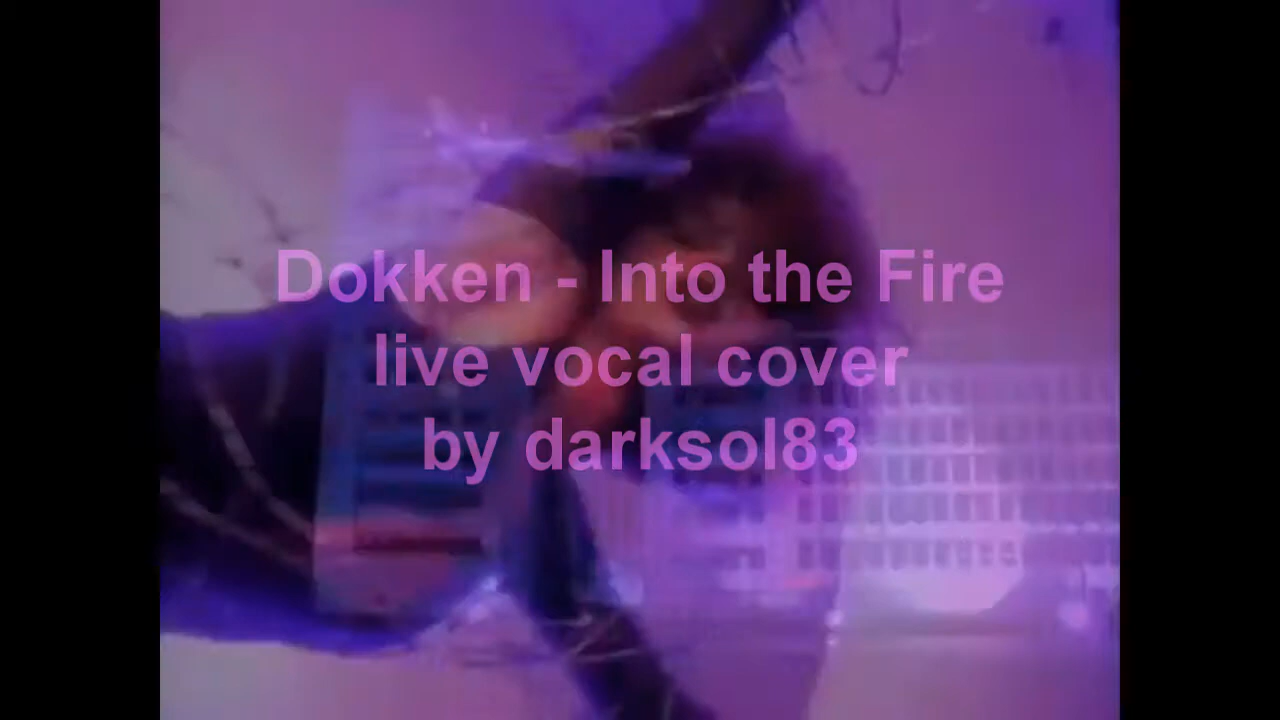 Dokken - Into the Fire
live vocal cover
by darksol83